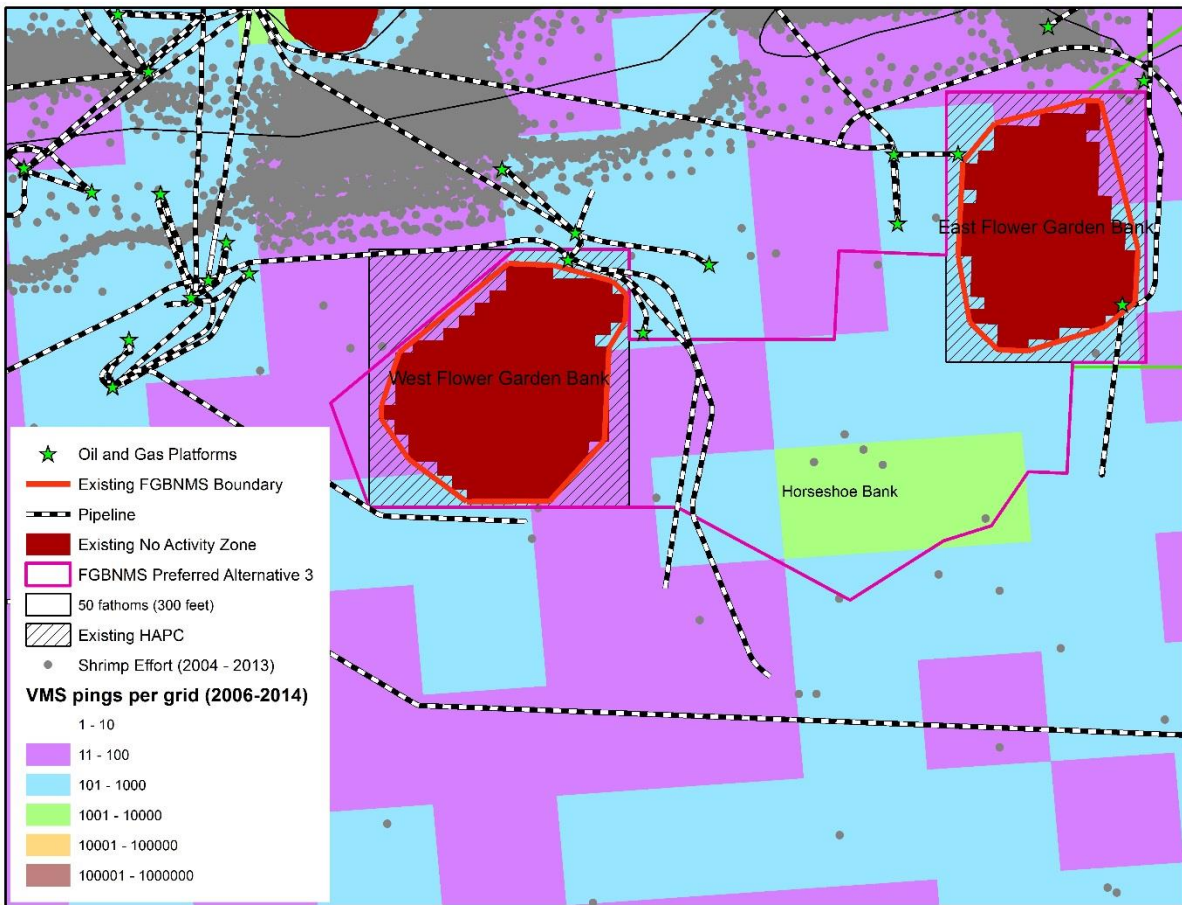 East Flower Garden Bank
West Flower Garden Bank
Horseshoe Bank
Oil and Gas Platforms
Existing FGBNMS Boundary
Pipeline
Existing No Activity Zone
FGBNMS Preferred Alternative 3
50 fathoms (300 feet)
Existing HAPC
Shrimp Effort (2004 - 2013)
VMS pings per grid (2006-2014)
1 - 10
11 - 100
101 - 1000
1001 - 10000
10001 - 100000
100001 - 1000000